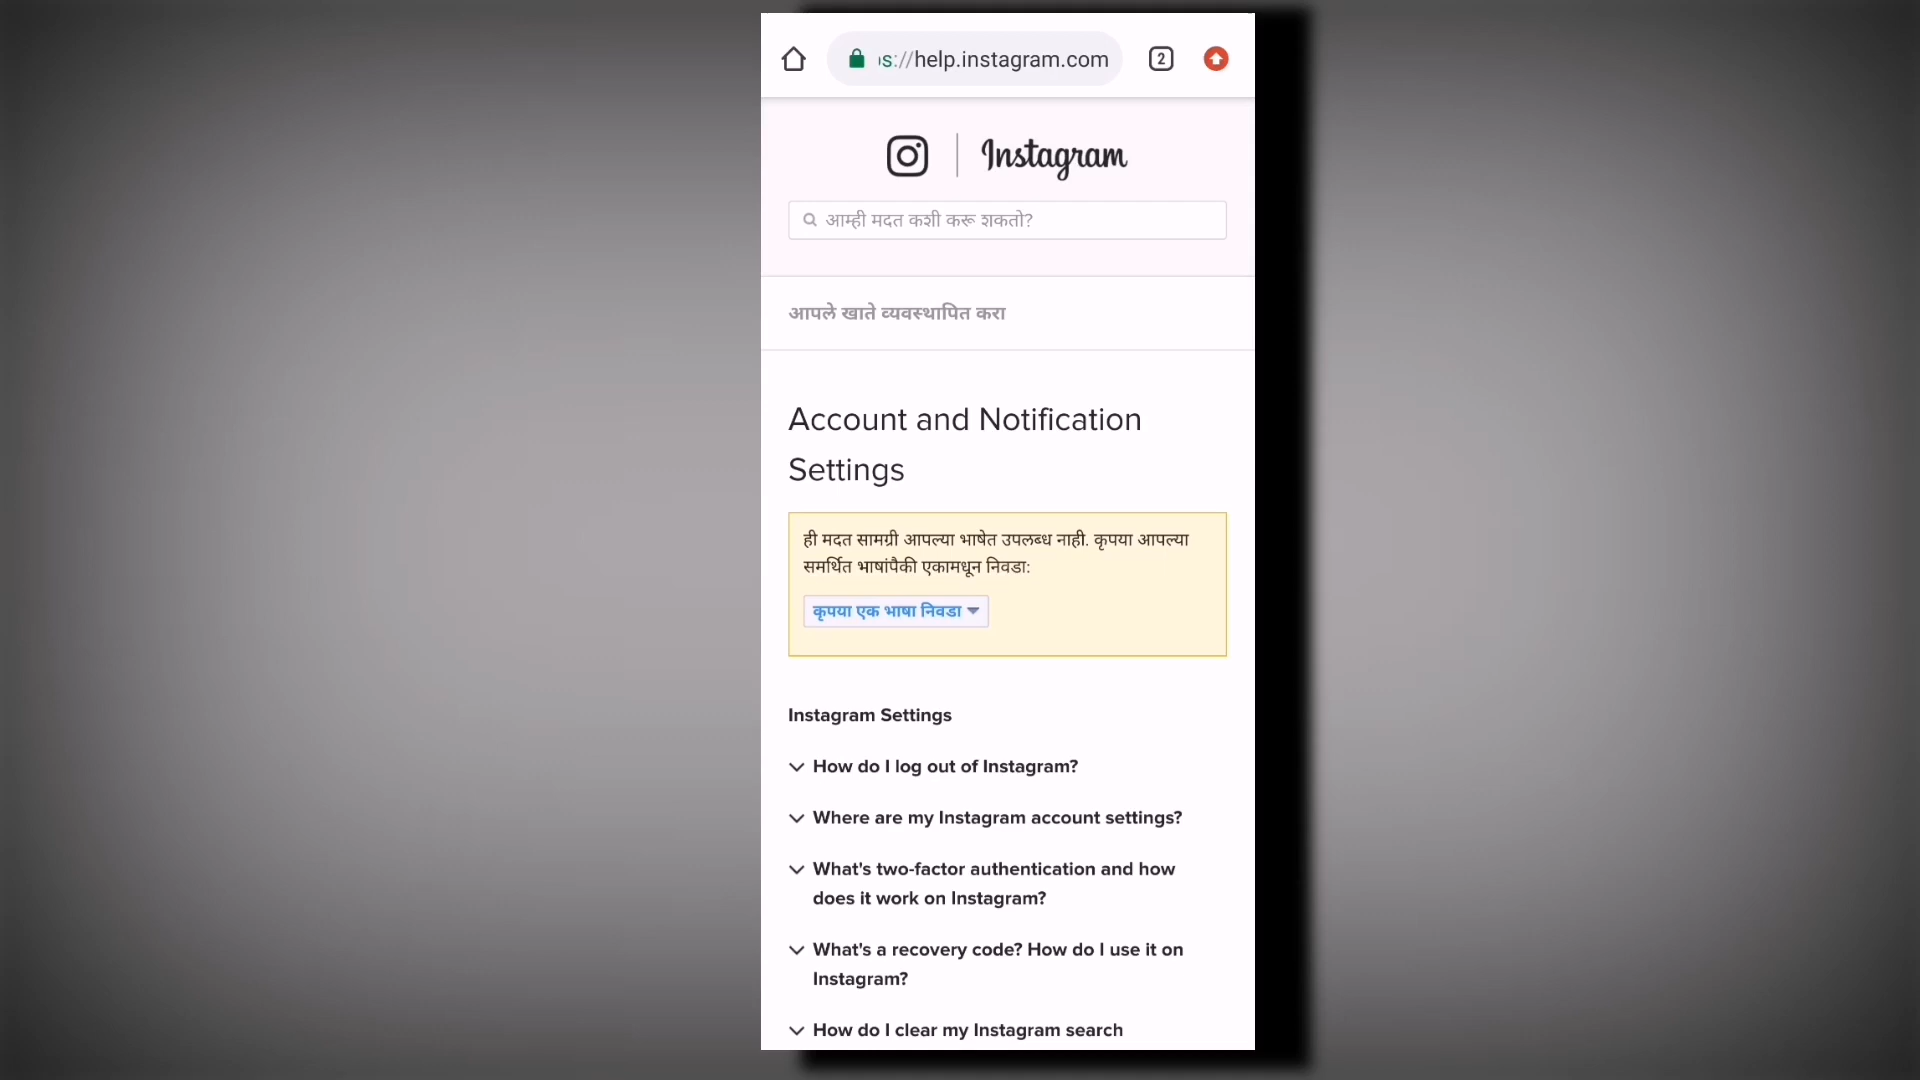 s://help.instagram.com
2
Instagram
आम्ही मदत कशी करू शकतो?
आपले खाते व्यवस्थापित करा
Account and Notification
Settings
ही मदत सामग्री आपल्या भाषेत उपलब्ध नाही. कृपया आपल्या
समर्थित भाषांपैकी एकामधून निवडा:
कृपया एक भाषा निवडा
Instagram Settings
How do I log out of Instagram?
Where are my Instagram account settings?
What's two-factor authentication and how
does it work on Instagram?
What's a recovery code? How do I use it on
Instagram?
How do I clear my Instagram search